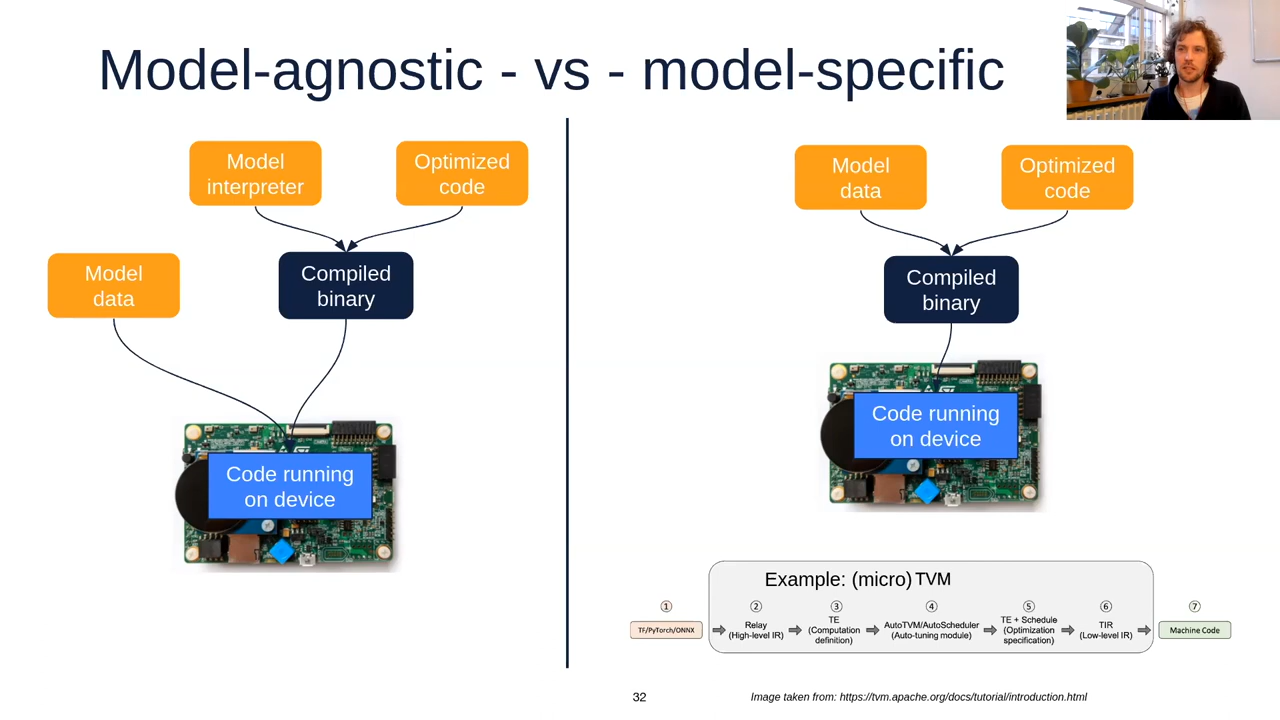 Model-agnostic - vs - model-specific
Model
interpreter
Optimized
code
Model
data
Compiled
binary
Code running
on device
Model
data
Optimized
code
Compiled
binary
Code running
on device
Example: (micro) TVM
①
②
③
④
⑤
⑥
⑦
TF/PyTorch/ONNX
Relay
(High-level IR)
TE
(Computation
definition)
AutoTVM/AutoScheduler
(Auto-tuning module)
TE + Schedule
(Optimization
specification)
TIR
(Low-level IR)
Machine Code
32
Image taken from: https://tvm.apache.org/docs/tutorial/introduction.html